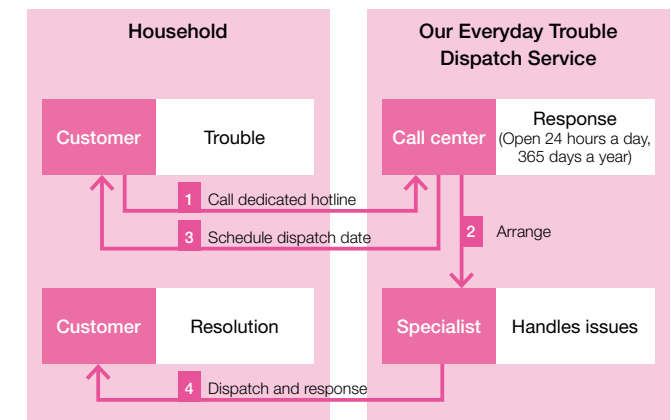 Household
Our Everyday Trouble
Dispatch Service
Customer
Trouble
Call center
Response
(Open 24 hours a day,
365 days a year)
1 Call dedicated hotline
3 Schedule dispatch date
2 Arrange
Customer
Resolution
Specialist
Handles issues
4 Dispatch and response